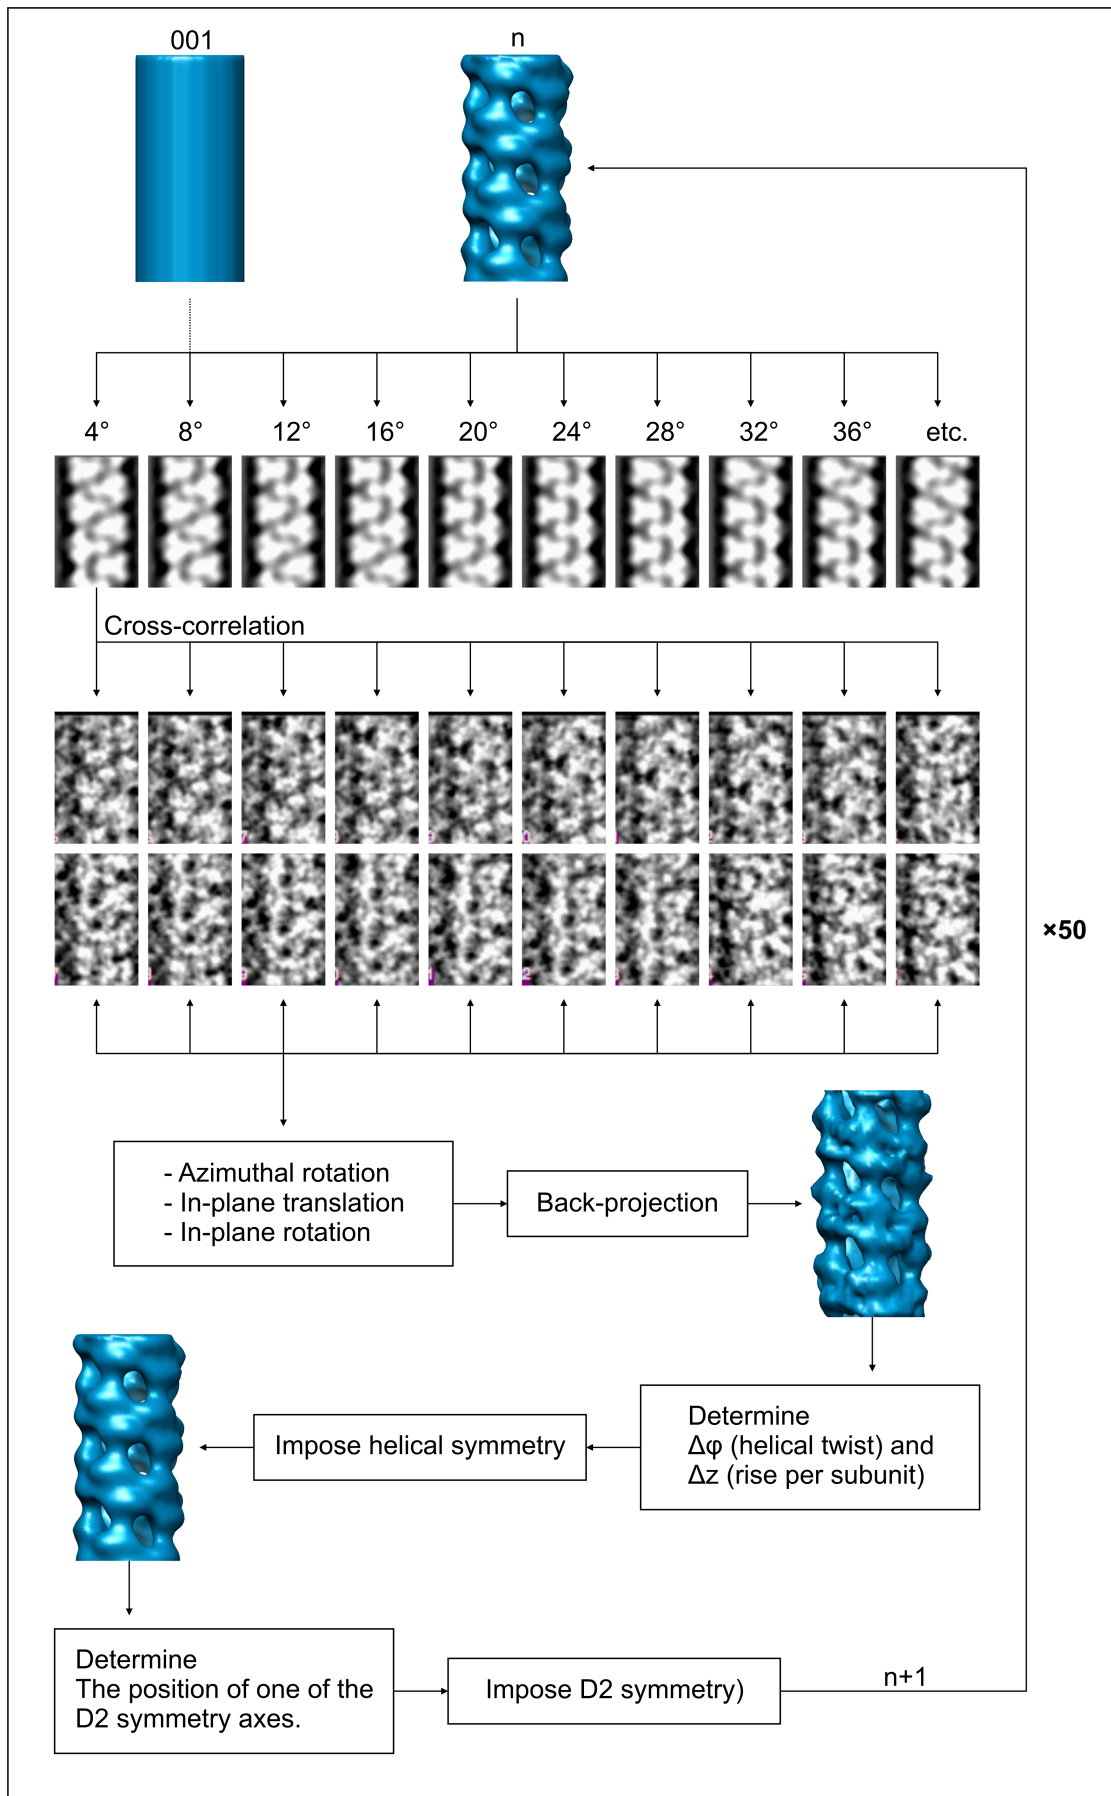 001
n
4°
8°
12°
16°
20°
24°
28°
32°
36°
etc.
Cross-correlation
×50
- Azimuthal rotation
- In-plane translation
- In-plane rotation
Back-projection
Determine
Δφ (helical twist) and
Δz (rise per subunit)
Impose helical symmetry
Determine
The position of one of the
D2 symmetry axes.
Impose D2 symmetry)
n+1